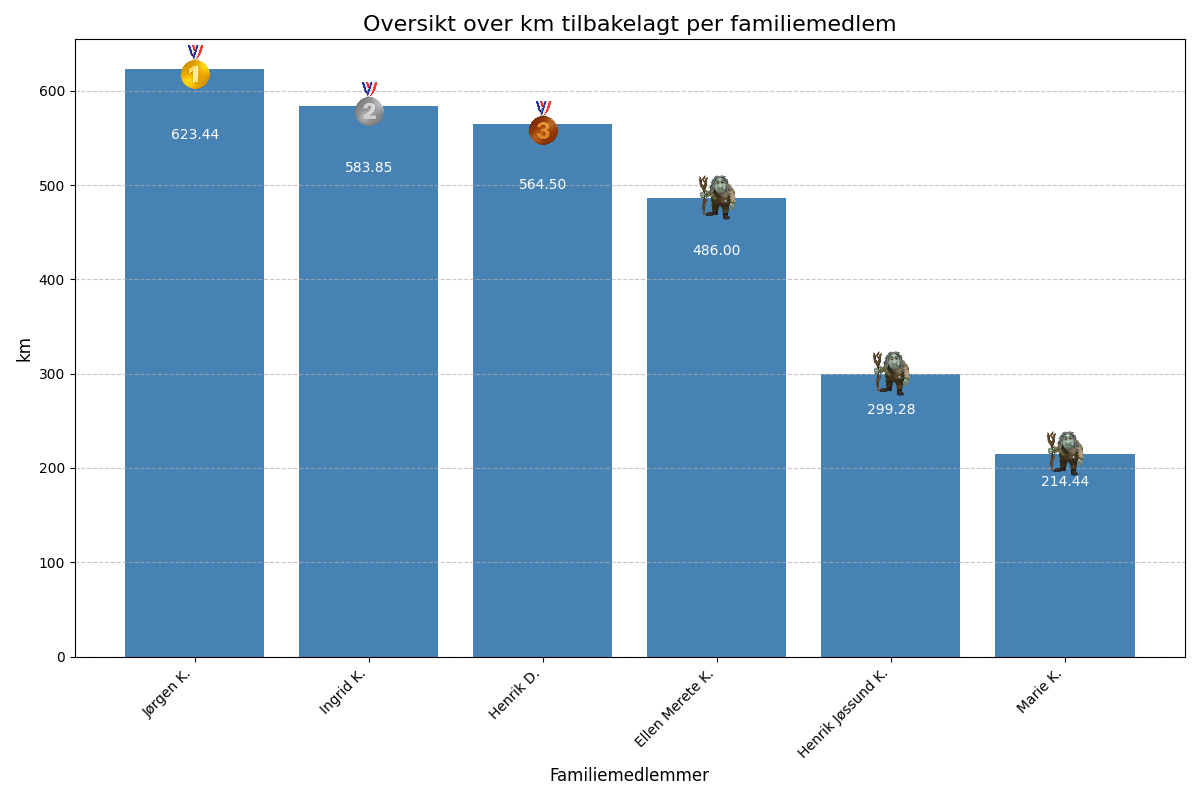 Oversikt over km tilbakelagt per familiemedlem
km
600
500
400
300
200
100
0
1
2
3
623.44
583.85
564.50
486.00
299.28
214.44
Jørgen K.
Ingrid K.
Henrik D.
Ellen Merete K.
Henrik Jøssund K.
Marie K.
Familiemedlemmer